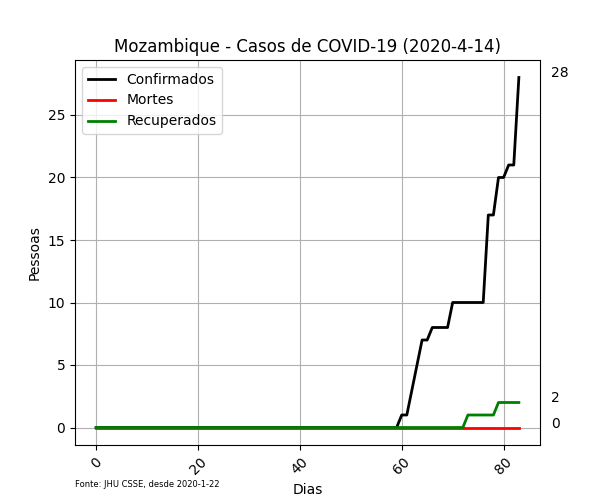 Mozambique - Casos de COVID-19 (2020-4-14)
Confirmados
Mortes
Recuperados
28
25
20
15
10
5
0
2
0
Pessoas
0
20
40
60
80
Dias
Fonte: JHU CSSE, desde 2020-1-22